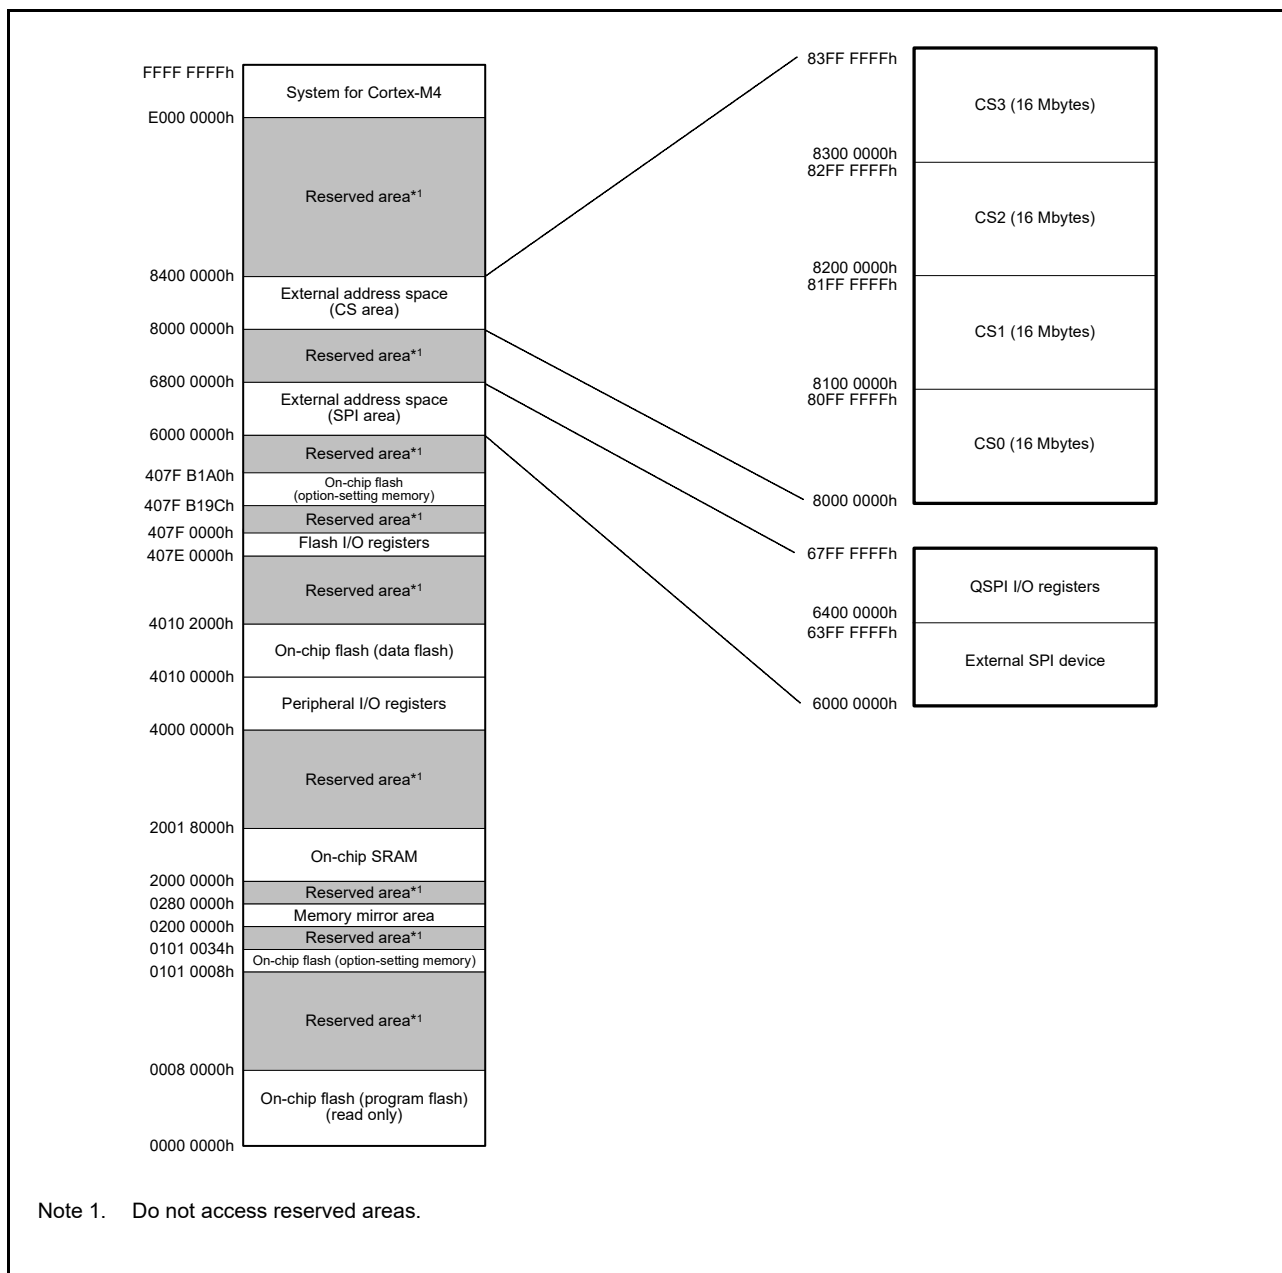 FFFF FFFFh
System for Cortex-M4
E000 0000h
Reserved area*1
8400 0000h
External address space
(CS area)
8000 0000h
Reserved area*1
6800 0000h
External address space
(SPI area)
6000 0000h
Reserved area*1
407F B1A0h
On-chip flash
(option-setting memory)
407F B19Ch
Reserved area*1
407F 0000h
Flash I/O registers
407E 0000h
Reserved area*1
4010 2000h
On-chip flash (data flash)
4010 0000h
Peripheral I/O registers
4000 0000h
Reserved area*1
2001 8000h
On-chip SRAM
2000 0000h
Reserved area*1
0280 0000h
Memory mirror area
0200 0000h
Reserved area*1
0101 0034h
On-chip flash (option-setting memory)
0101 0008h
Reserved area*1
0008 0000h
On-chip flash (program flash)
(read only)
0000 0000h
83FF FFFFh
CS3 (16 Mbytes)
8300 0000h
82FF FFFFh
CS2 (16 Mbytes)
8200 0000h
81FF FFFFh
CS1 (16 Mbytes)
8100 0000h
80FF FFFFh
CS0 (16 Mbytes)
8000 0000h
67FF FFFFh
QSPI I/O registers
6400 0000h
63FF FFFFh
External SPI device
6000 0000h
Note 1. Do not access reserved areas.